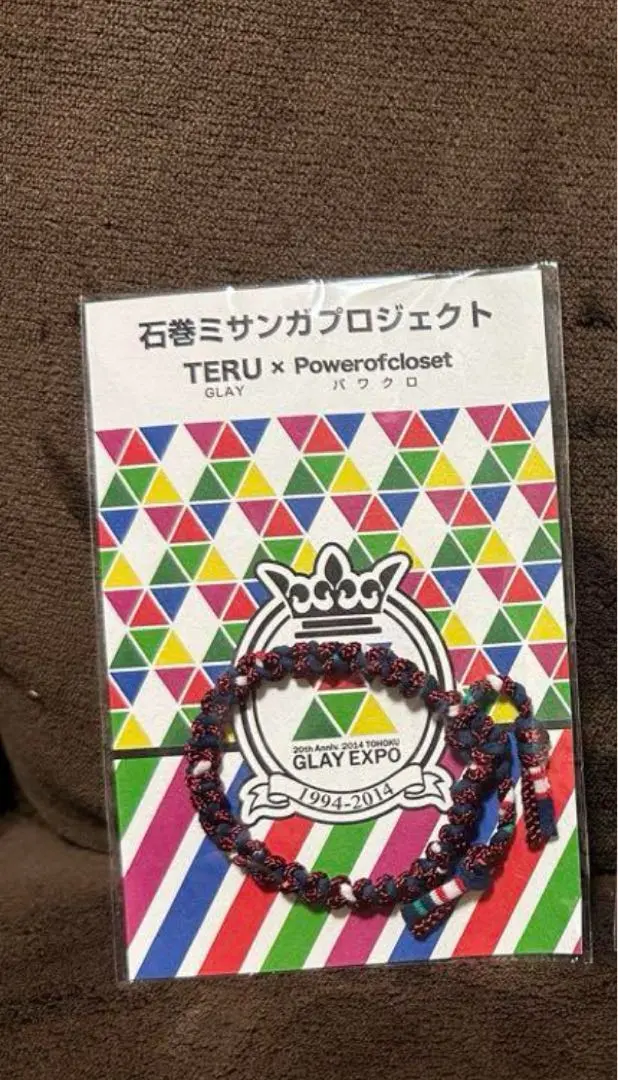 石巻ミサンガプロジェクト
TERU × Powerofcloset
GLAY パワクロ
20th Anniv. 2014 TOHOKU
GLAY EXPO
1994-2014